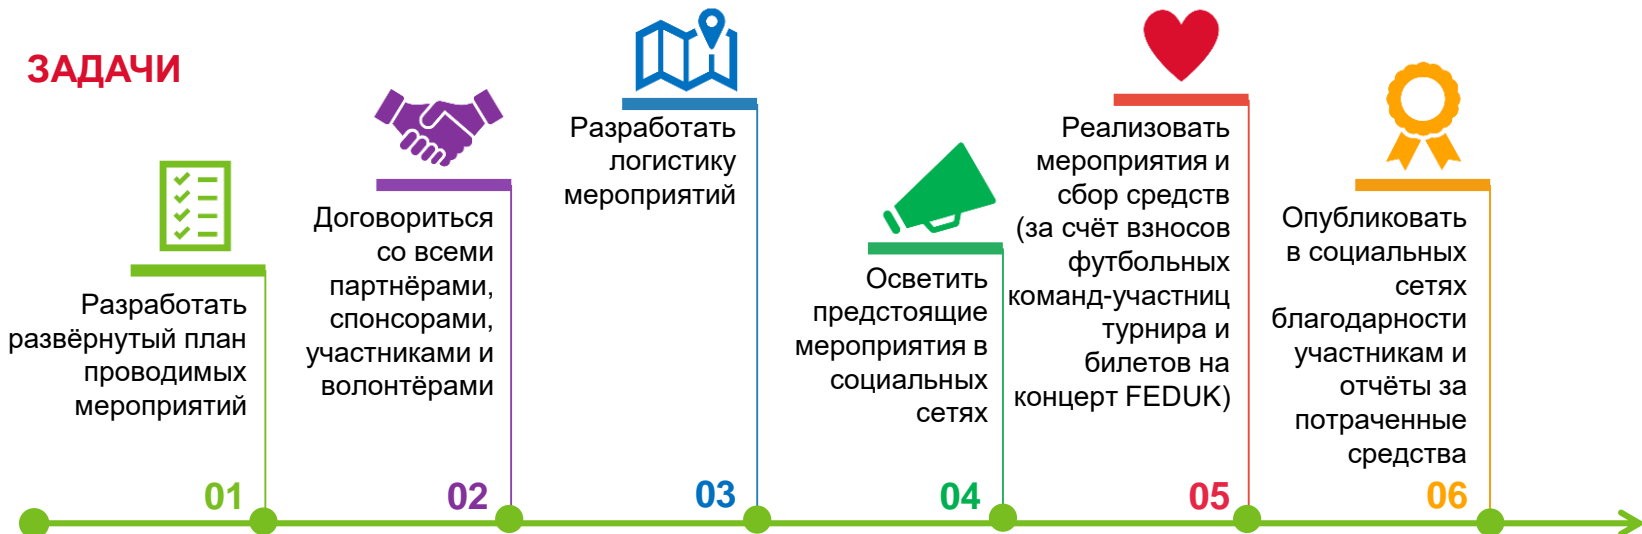 ЗАДАЧИ
Разработать
развёрнутый план
проводимых
мероприятий
01
Договориться
со всеми
партнёрами,
спонсорами,
участниками и
волонтёрами
02
Разработать
логистику
мероприятий
03
Осветить
предстоящие
мероприятия в
социальных
сетях
04
Реализовать
мероприятия и
сбор средств
(за счёт взносов
футбольных
команд-участниц
турнира и
билетов на
концерт FEDUK)
05
Опубликовать
в социальных
сетях
благодарности
участникам и
отчёты за
потраченные
средства
06